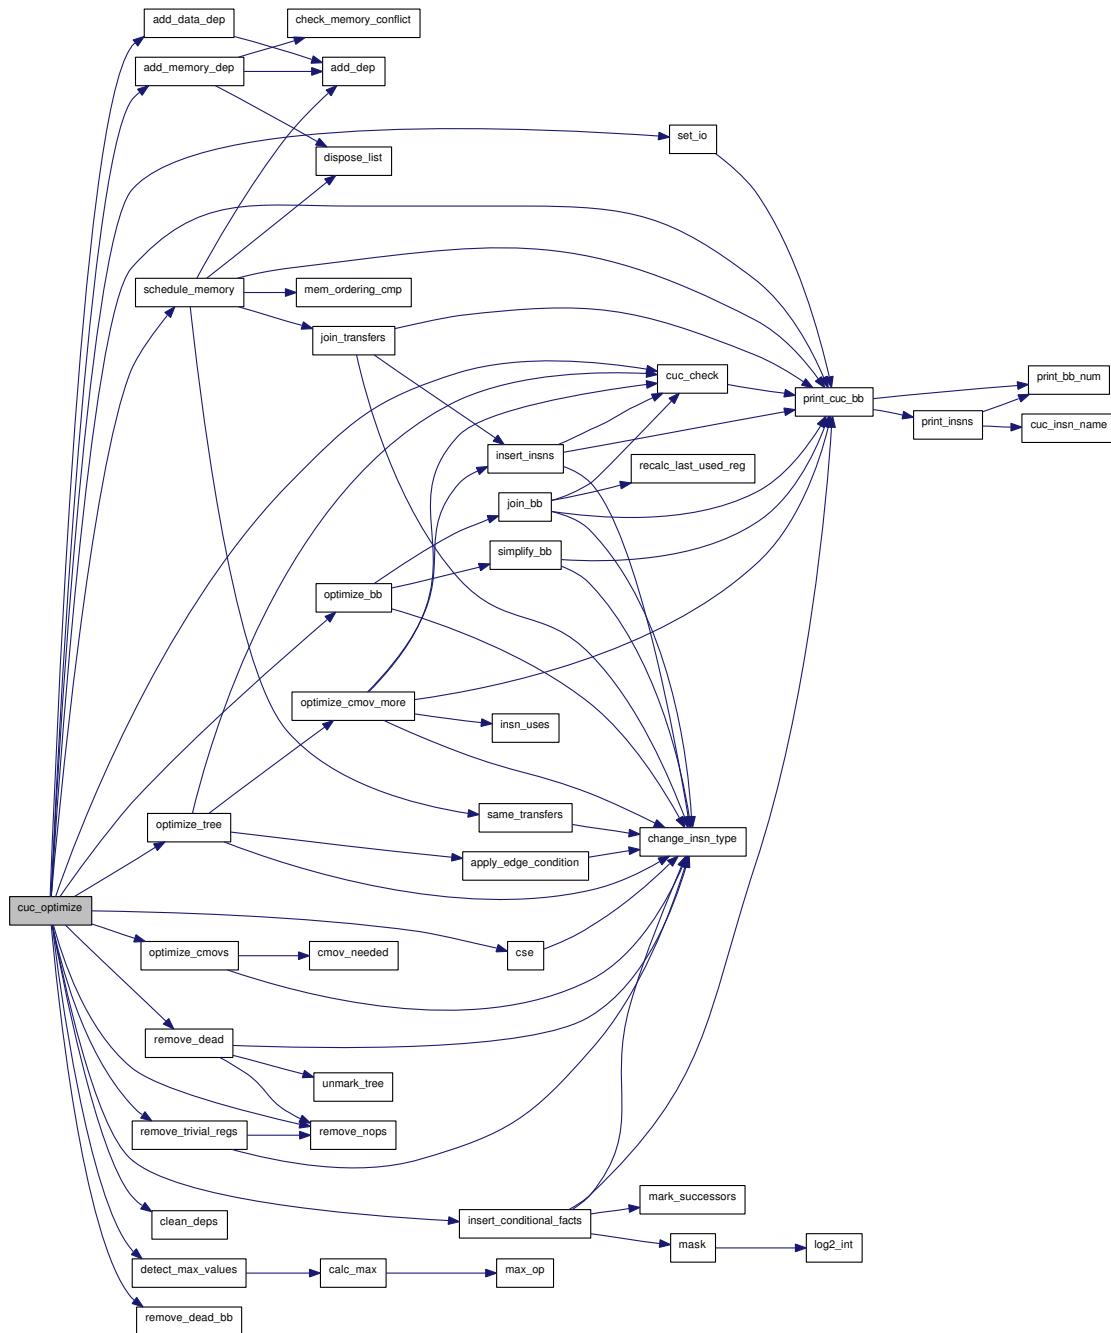 add_data_dep
check_memory_conflict
add_memory_dep
add_dep
set_io
dispose_list
schedule_memory
mem_ordering_cmp
join_transfers
cuc_check
print_cuc_bb
print_bb_num
print_insns
cuc_insn_name
insert_insns
recalc_last_used_reg
join_bb
simplify_bb
optimize_bb
optimize_cmov_more
insn_uses
same_transfers
optimize_tree
change_insn_type
apply_edge_condition
cuc_optimize
optimize_cmovs
cmov_needed
cse
remove_dead
unmark_tree
remove_trivial_regs
remove_nops
mark_successors
clean_deps
insert_conditional_facts
mask
log2_int
detect_max_values
calc_max
max_op
remove_dead_bb